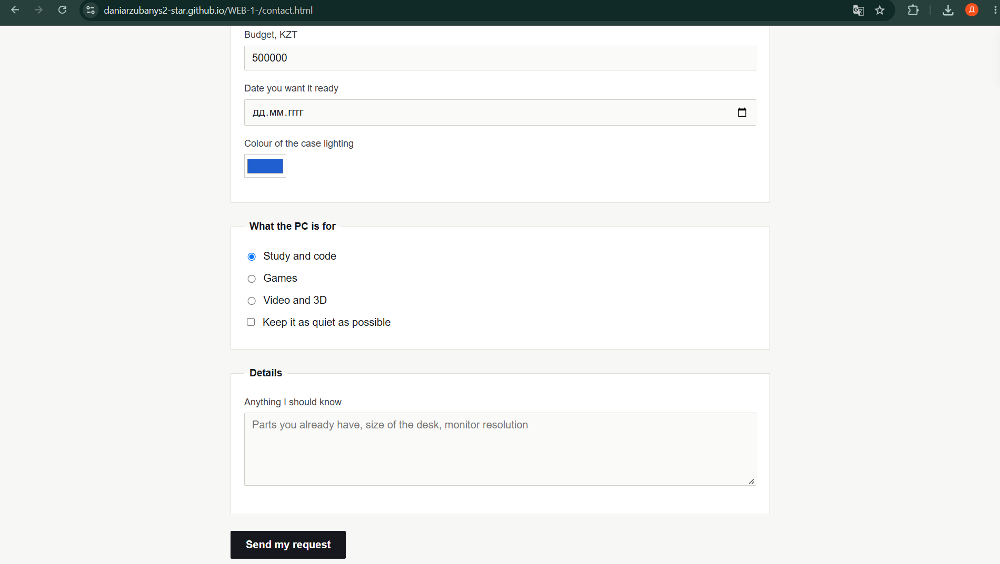 daniarzubanys2-star.github.io/WEB-1-/contact.html
Д
Budget, KZT
500000
Date you want it ready
дд.мм.гггг
Colour of the case lighting
What the PC is for
Study and code
Games
Video and 3D
Keep it as quiet as possible
Details
Anything I should know
Parts you already have, size of the desk, monitor resolution
Send my request